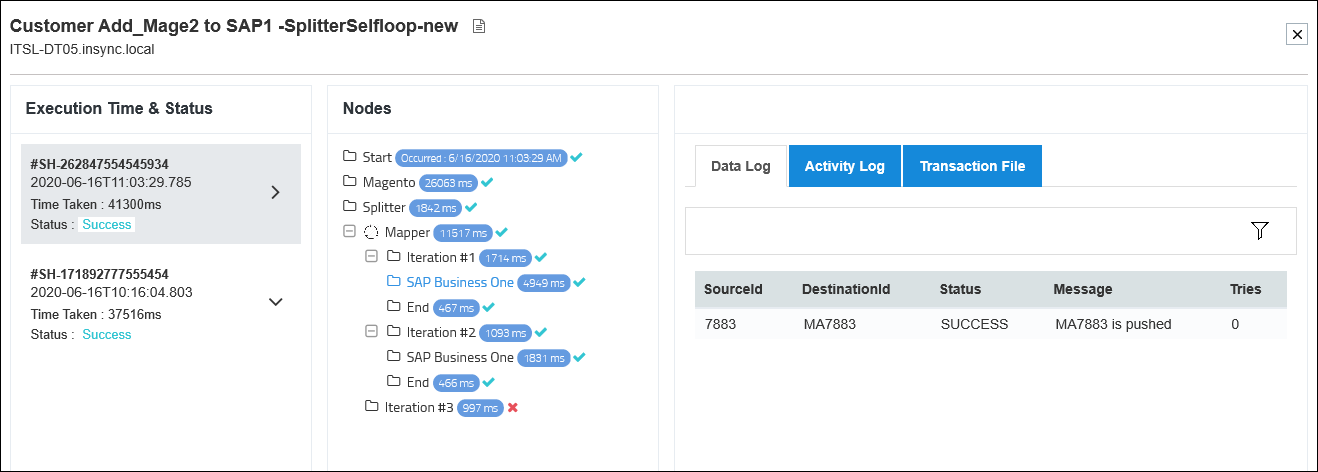 Customer Add_Mage2 to SAP1 -SplitterSelfloop-new
ITSL-DT05.insync.local
Execution Time & Status
#SH-262847554545934
2020-06-16T11:03:29.785
Time Taken : 41300ms
Status : Success
#SH-171892777555454
2020-06-16T10:16:04.803
Time Taken : 37516ms
Status : Success
Nodes
Start Occurred : 6/16/2020 11:03:29 AM
Magento 26063 ms
Splitter 1842 ms
Mapper 11517 ms
Iteration #1 1714 ms
SAP Business One 4949 ms
End 467 ms
Iteration #2 1093 ms
SAP Business One 1831 ms
End 466 ms
Iteration #3 997 ms
Data Log Activity Log Transaction File
SourceId DestinationId Status Message Tries
7883 MA7883 SUCCESS MA7883 is pushed 0